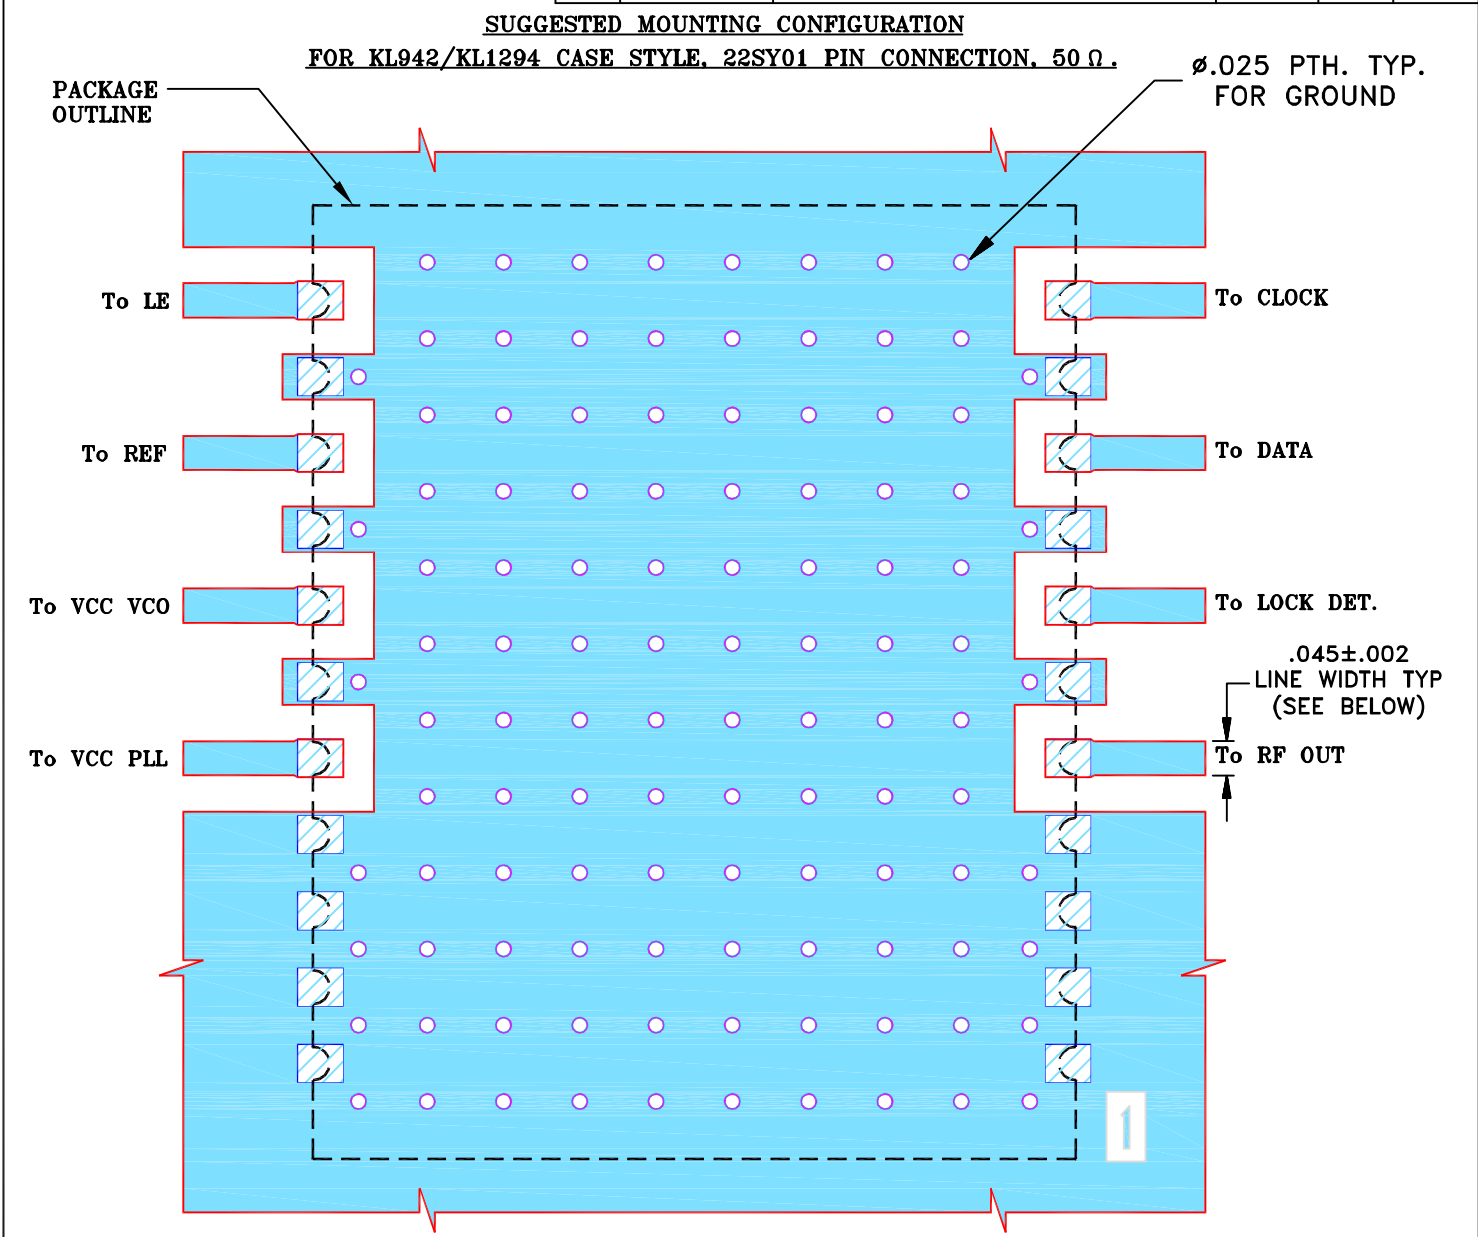 SUGGESTED MOUNTING CONFIGURATION
FOR KL942/KL1294 CASE STYLE, 22SY01 PIN CONNECTION, 50 Ω.
PACKAGE
OUTLINE
Ø.025 PTH. TYP.
FOR GROUND
To LE
To CLOCK
To REF
To DATA
To VCC VCO
To LOCK DET.
.045±.002
LINE WIDTH TYP
(SEE BELOW)
To VCC PLL
To RF OUT
1